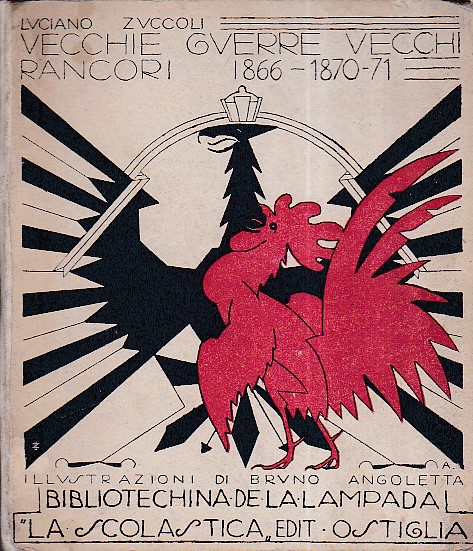 LVCIANO ZVCCOLI
VECCHIE GVERRE VECCHI
RANCORI 1866-1870-71
A.
ILLVSTRAZIONI DI BRVNO ANGOLETTA
BIBLIOTECHINA·DE·LA·LAMPADA
"LA·SCOLASTICA„ EDIT·OSTIGLIA